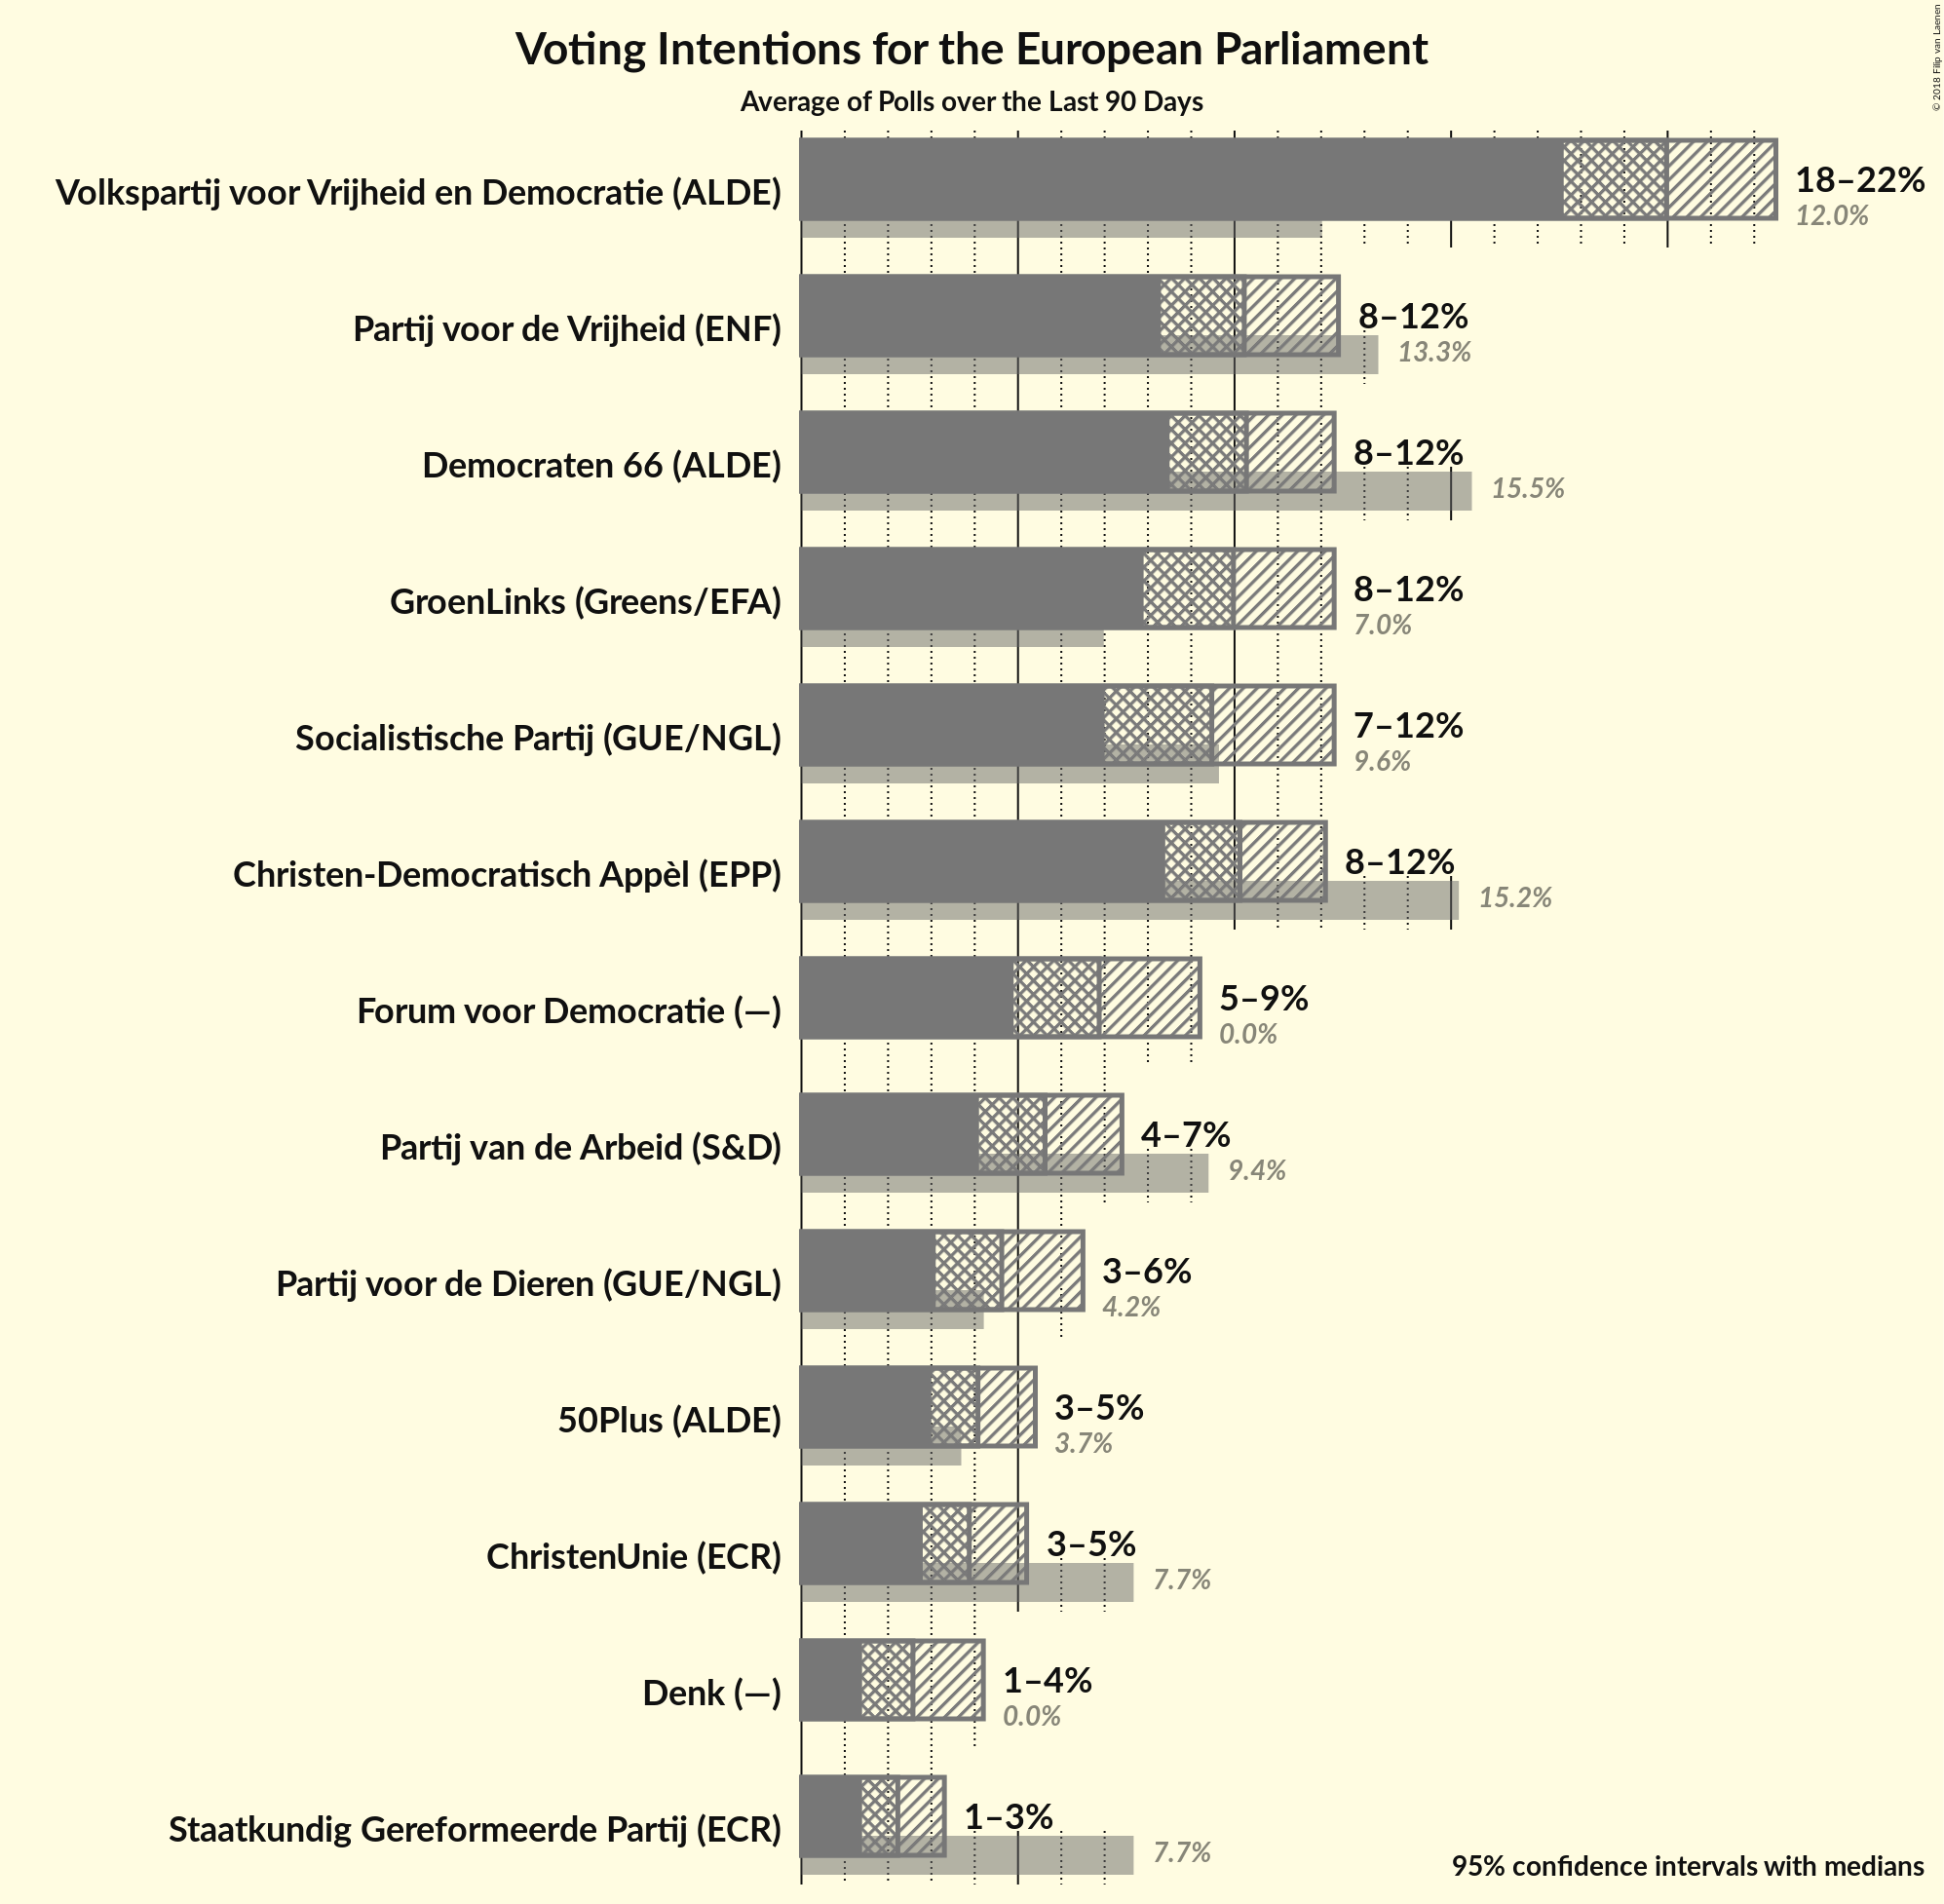 Voting Intentions for the European Parliament
Average of Polls over the Last 90 Days
© 2018 Filip van Laenen
Volkspartij voor Vrijheid en Democratie (ALDE)
18–22%
12.0%
Partij voor de Vrijheid (ENF)
8–12%
13.3%
Democraten 66 (ALDE)
8–12%
15.5%
GroenLinks (Greens/EFA)
8–12%
7.0%
Socialistische Partij (GUE/NGL)
7–12%
9.6%
Christen-Democratisch Appèl (EPP)
8–12%
15.2%
Forum voor Democratie (—)
5–9%
0.0%
Partij van de Arbeid (S&D)
4–7%
9.4%
Partij voor de Dieren (GUE/NGL)
3–6%
4.2%
50Plus (ALDE)
3–5%
3.7%
ChristenUnie (ECR)
3–5%
7.7%
Denk (—)
1–4%
0.0%
Staatkundig Gereformeerde Partij (ECR)
1–3%
7.7%
95% confidence intervals with medians